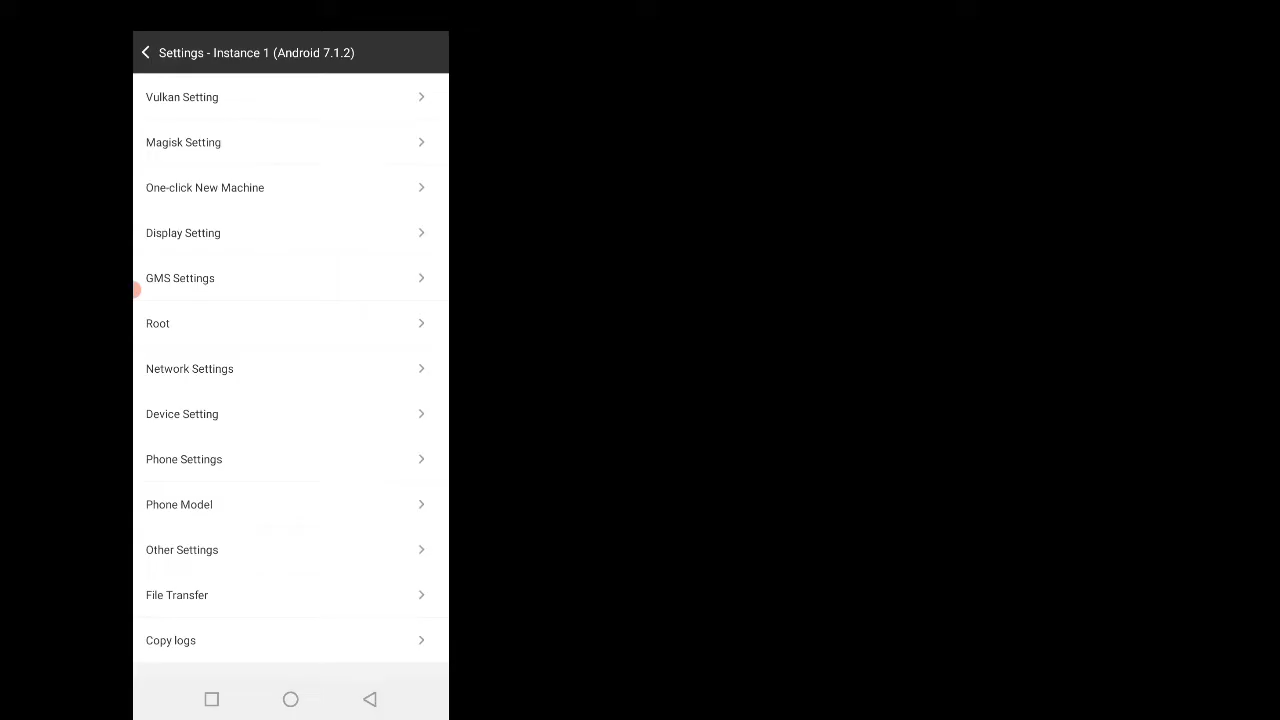 Settings - Instance 1 (Android 7.1.2)
Vulkan Setting
Magisk Setting
One-click New Machine
Display Setting
GMS Settings
Root
Network Settings
Device Setting
Phone Settings
Phone Model
Other Settings
File Transfer
Copy logs